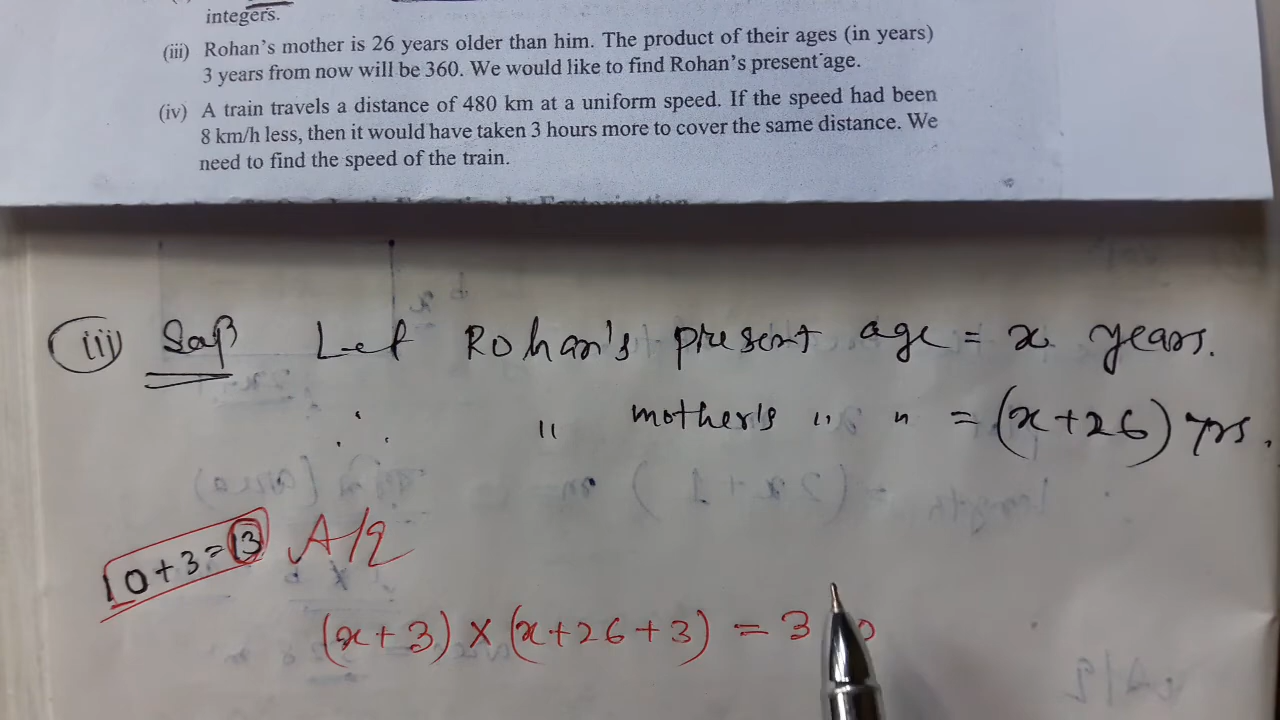 integers.
(iii) Rohan's mother is 26 years older than him. The product of their ages (in years)
3 years from now will be 360. We would like to find Rohan's present age.
(iv) A train travels a distance of 480 km at a uniform speed. If the speed had been
8 km/h less, then it would have taken 3 hours more to cover the same distance. We
need to find the speed of the train.
(iii) Let Rohan's present age = x years.
∴ " mother's " " = (x+26) yrs.
10+3=13 A/q
(x+3) × (x+26+3) = 3